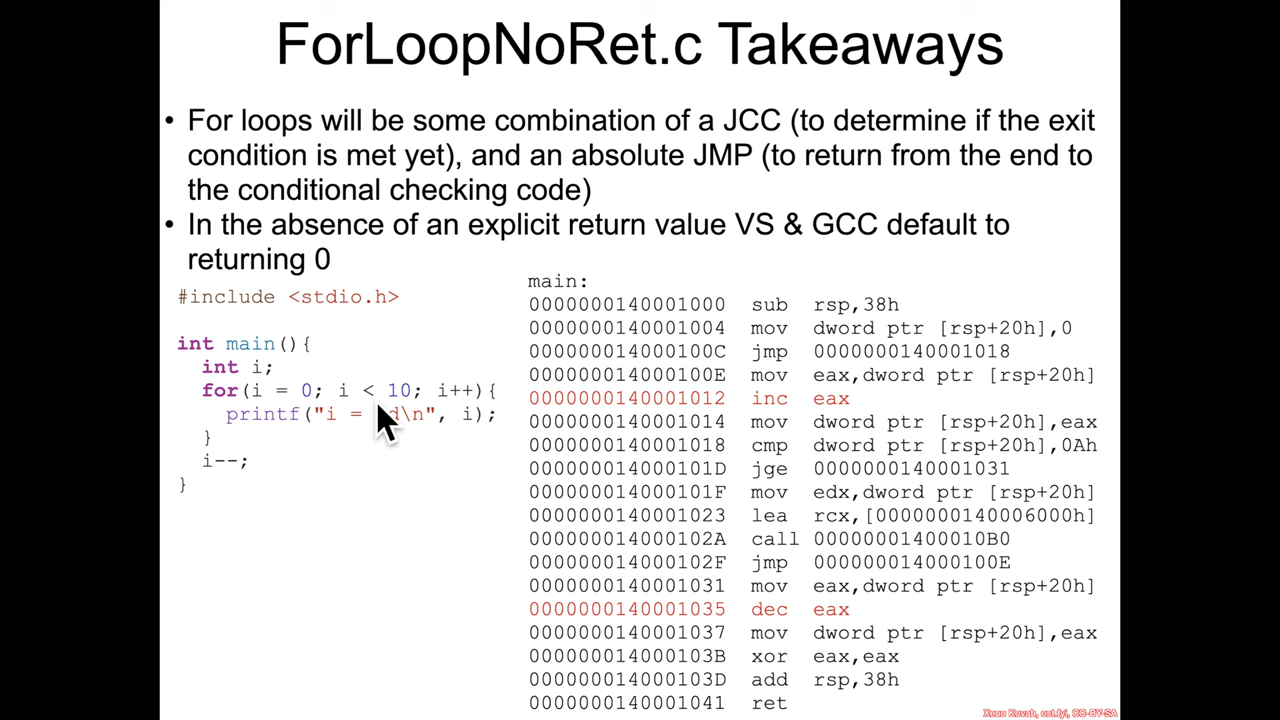 ForLoopNoRet.c Takeaways
• For loops will be some combination of a JCC (to determine if the exit
condition is met yet), and an absolute JMP (to return from the end to
the conditional checking code)
• In the absence of an explicit return value VS & GCC default to
returning 0
#include <stdio.h>
int main(){
int i;
for(i = 0; i < 10; i++){
printf("i = d\n", i);
}
i--;
}
main:
0000000140001000 sub rsp,38h
0000000140001004 mov dword ptr [rsp+20h],0
000000014000100C jmp 0000000140001018
000000014000100E mov eax,dword ptr [rsp+20h]
0000000140001012 inc eax
0000000140001014 mov dword ptr [rsp+20h],eax
0000000140001018 cmp dword ptr [rsp+20h],0Ah
000000014000101D jge 0000000140001031
000000014000101F mov edx,dword ptr [rsp+20h]
0000000140001023 lea rcx,[0000000140006000h]
000000014000102A call 00000001400010B0
000000014000102F jmp 000000014000100E
0000000140001031 mov eax,dword ptr [rsp+20h]
0000000140001035 dec eax
0000000140001037 mov dword ptr [rsp+20h],eax
000000014000103B xor eax,eax
000000014000103D add rsp,38h
0000000140001041 ret
Xeno Kovah, ost.fyi, CC-BY-SA